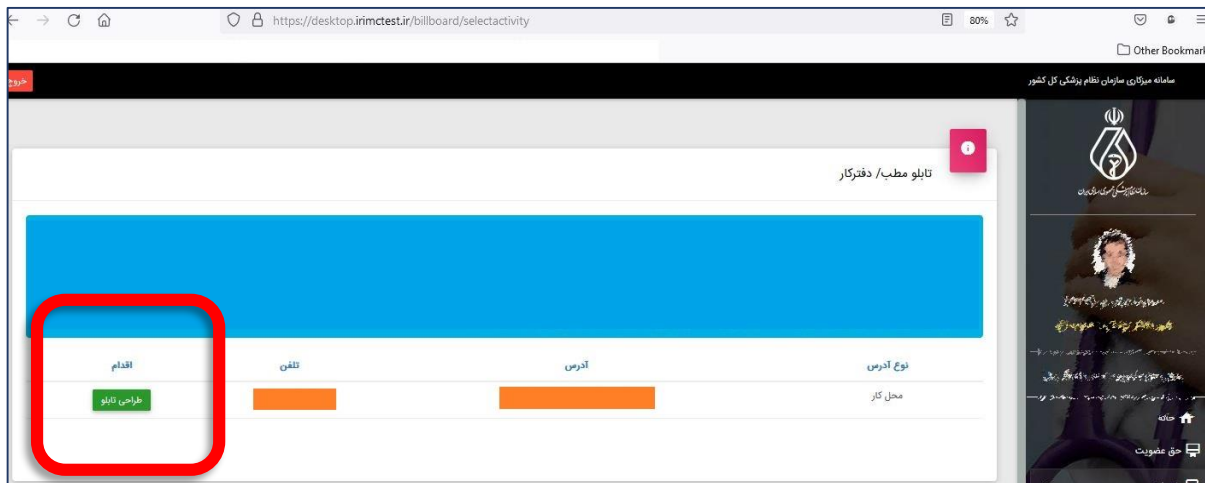 https://desktop.irimctest.ir/billboard/selectactivity
80%
Other Bookmark
سامانه میزکاری سازمان نظام پزشکی کل کشور
خروج
تابلو مطب/ دفترکار
نوع آدرس آدرس تلفن اقدام
محل کار طراحی تابلو
خانه
حق عضویت